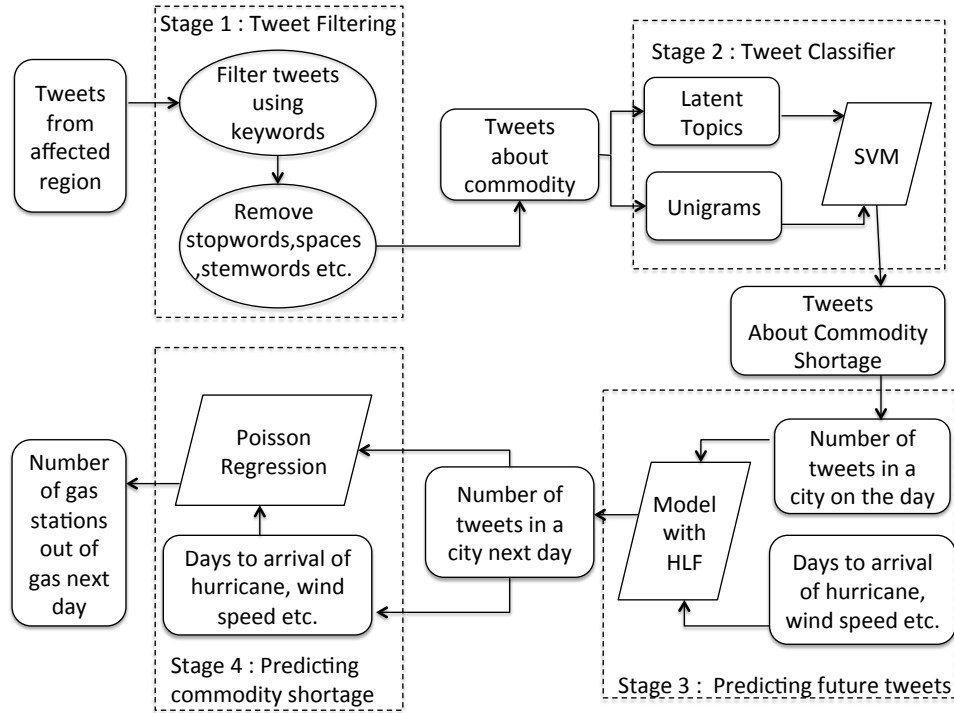 Stage 1 : Tweet Filtering
Tweets
from
affected
region
Filter tweets
using
keywords
Remove
stopwords,spaces
,stemwords etc.
Tweets
about
commodity
Stage 2 : Tweet Classifier
Latent
Topics
Unigrams
SVM
Tweets
About Commodity
Shortage
Number of
tweets in a
city on the day
Days to arrival
of hurricane,
wind speed etc.
Model
with
HLF
Stage 3 : Predicting future tweets
Number of
tweets in a
city next day
Poisson
Regression
Days to arrival of
hurricane, wind
speed etc.
Stage 4 : Predicting
commodity shortage
Number
of gas
stations
out of
gas next
day